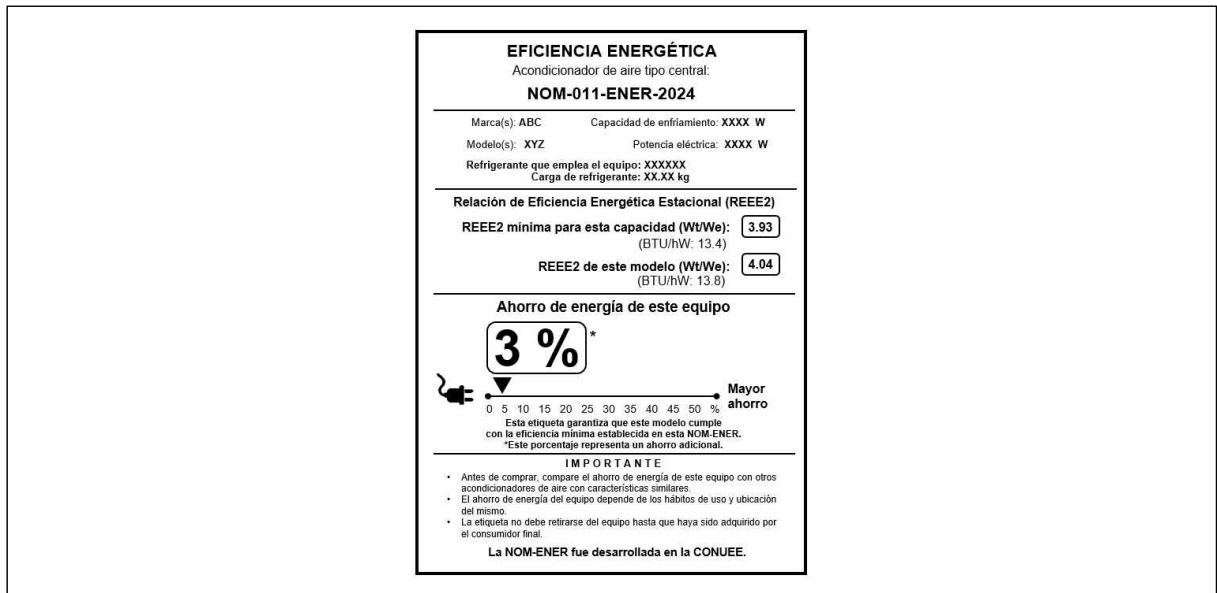 EFICIENCIA ENERGÉTICA
Acondicionador de aire tipo central:
NOM-011-ENER-2024
Marca(s): ABC Capacidad de enfriamiento: XXXX W
Modelo(s): XYZ Potencia eléctrica: XXXX W
Refrigerante que emplea el equipo: XXXXXX
Carga de refrigerante: XX.XX kg
Relación de Eficiencia Energética Estacional (REEE2)
REEE2 mínima para esta capacidad (Wt/We): 3.93
(BTU/hW: 13.4)
REEE2 de este modelo (Wt/We): 4.04
(BTU/hW: 13.8)
Ahorro de energía de este equipo
3 % *
Mayor
ahorro
0 5 10 15 20 25 30 35 40 45 50 %
Esta etiqueta garantiza que este modelo cumple
con la eficiencia mínima establecida en esta NOM-ENER.
*Este porcentaje representa un ahorro adicional.
IMPORTANTE
• Antes de comprar, compare el ahorro de energía de este equipo con otros
acondicionadores de aire con características similares.
• El ahorro de energía del equipo depende de los hábitos de uso y ubicación
del mismo.
• La etiqueta no debe retirarse del equipo hasta que haya sido adquirido por
el consumidor final.
La NOM-ENER fue desarrollada en la CONUEE.